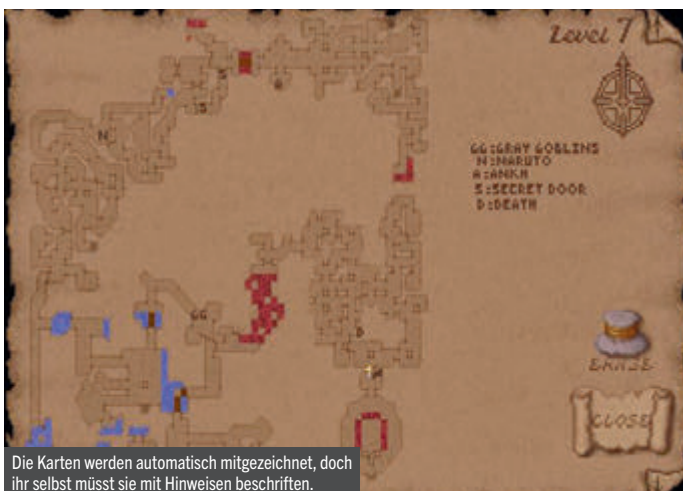 Level 7
GG:GRAY GOBLINS
N:NARUTO
A:ANKH
S:SECRET DOOR
D:DEATH
S
S
N
GG
D
ERASE
CLOSE
Die Karten werden automatisch mitgezeichnet, doch
ihr selbst müsst sie mit Hinweisen beschriften.